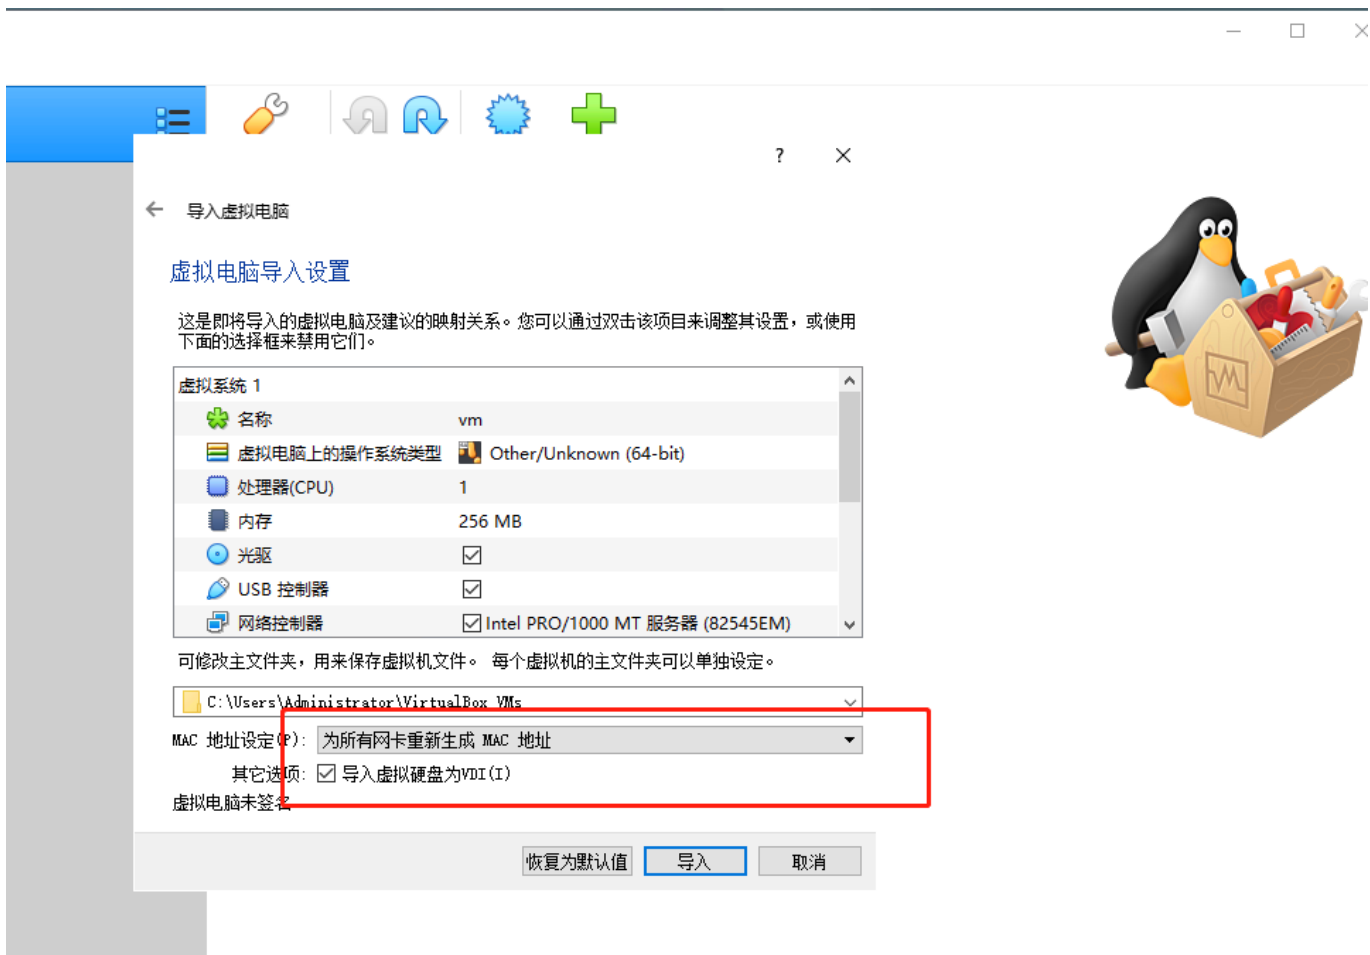 ?
导入虚拟电脑
虚拟电脑导入设置
这是即将导入的虚拟电脑及建议的映射关系。您可以通过双击该项目来调整其设置，或使用
下面的选择框来禁用它们。
虚拟系统 1
名称 vm
虚拟电脑上的操作系统类型 Other/Unknown (64-bit)
处理器(CPU) 1
内存 256 MB
光驱
USB 控制器
网络控制器 Intel PRO/1000 MT 服务器 (82545EM)
可修改主文件夹，用来保存虚拟机文件。 每个虚拟机的主文件夹可以单独设定。
C:\Users\Administrator\VirtualBox VMs
MAC 地址设定(P): 为所有网卡重新生成 MAC 地址
其它选项: 导入虚拟硬盘为VDI(I)
虚拟电脑未签名
恢复为默认值 导入 取消